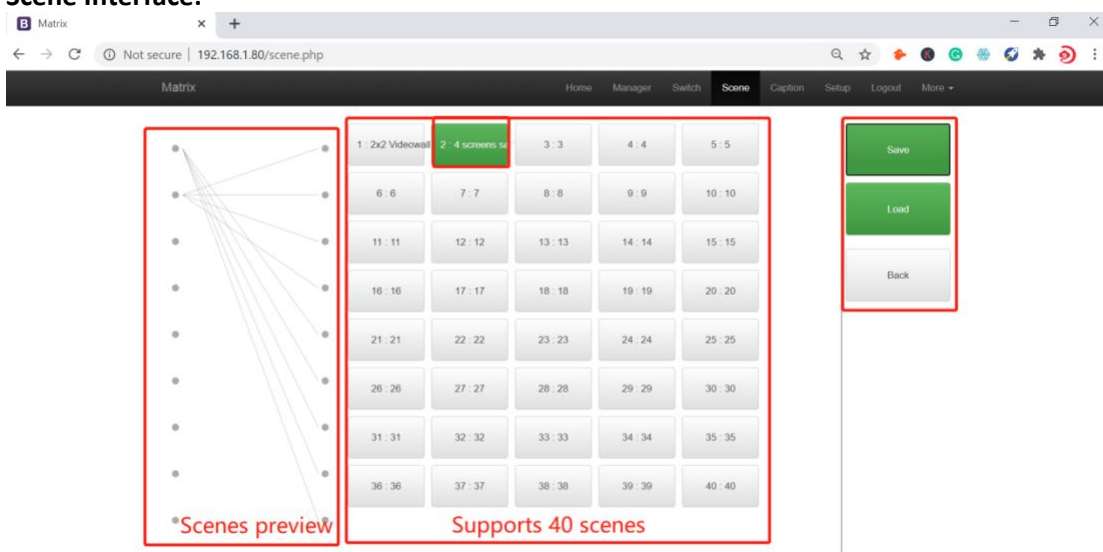 Scene interface:
B Matrix × +
Not secure | 192.168.1.80/scene.php
Matrix Home Manager Switch Scene Caption Setup Logout More
1 : 2x2 Videowall 2 : 4 screens sa 3 : 3 4 : 4 5 : 5 Save
6 : 6 7 : 7 8 : 8 9 : 9 10 : 10 Load
11 : 11 12 : 12 13 : 13 14 : 14 15 : 15
16 : 16 17 : 17 18 : 18 19 : 19 20 : 20 Back
21 : 21 22 : 22 23 : 23 24 : 24 25 : 25
26 : 26 27 : 27 28 : 28 29 : 29 30 : 30
31 : 31 32 : 32 33 : 33 34 : 34 35 : 35
36 : 36 37 : 37 38 : 38 39 : 39 40 : 40
Scenes preview Supports 40 scenes